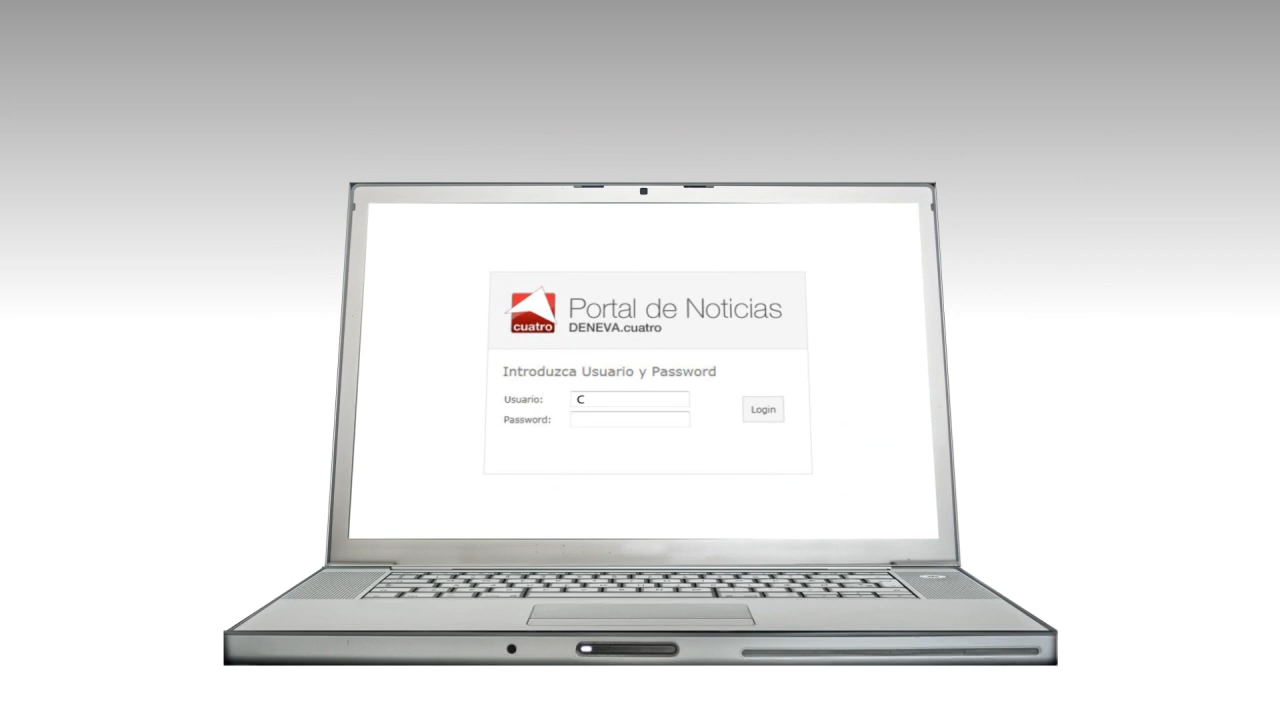 cuatro
Portal de Noticias
DENEVA.cuatro
Introduzca Usuario y Password
Usuario: C
Password:
Login